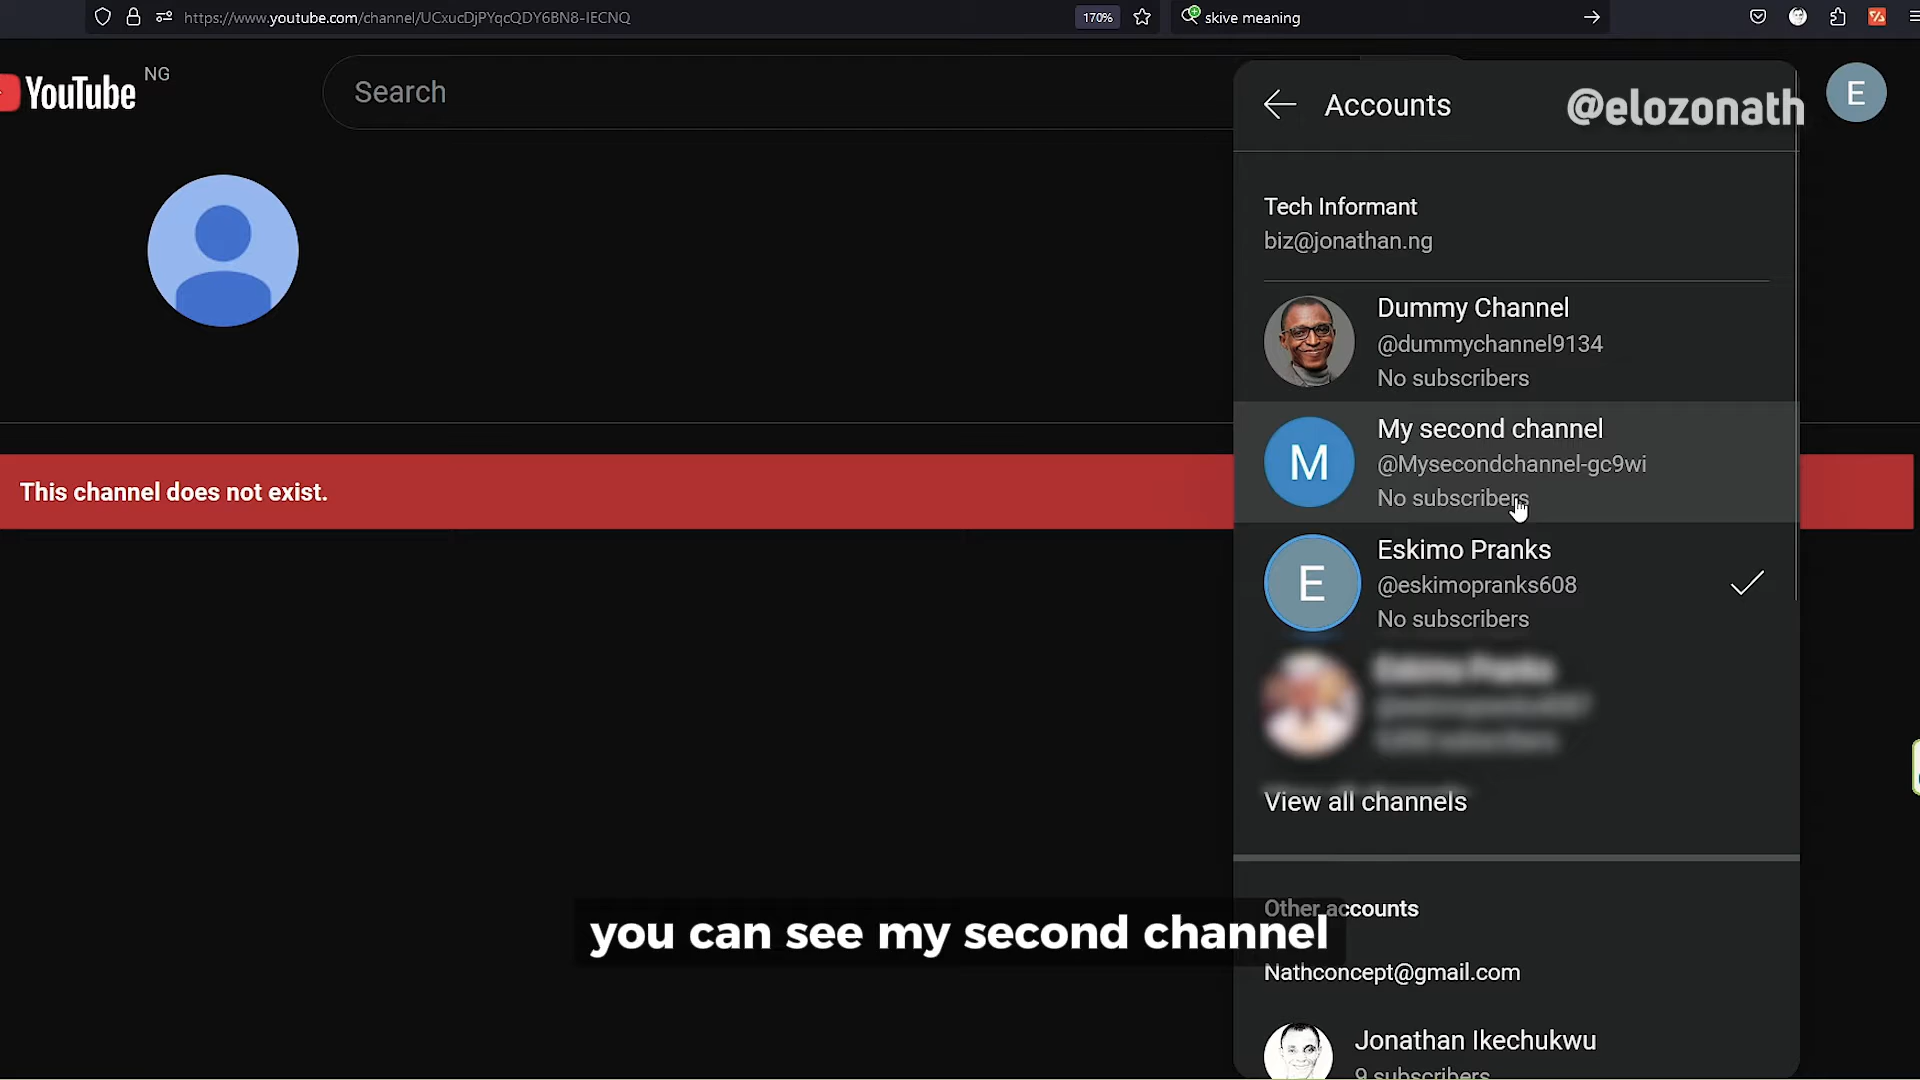 https://www.youtube.com/channel/UCxucDjPYqcQDY6BN8-IECNQ
170%
skive meaning
YouTube NG
Search
E
Accounts
@elozonath
Tech Informant
biz@jonathan.ng
Dummy Channel
@dummychannel9134
No subscribers
M
My second channel
@Mysecondchannel-gc9wi
No subscribers
This channel does not exist.
E
Eskimo Pranks
@eskimopranks608
No subscribers
View all channels
Other accounts
you can see my second channel
Nathconcept@gmail.com
Jonathan Ikechukwu
9 subscribers